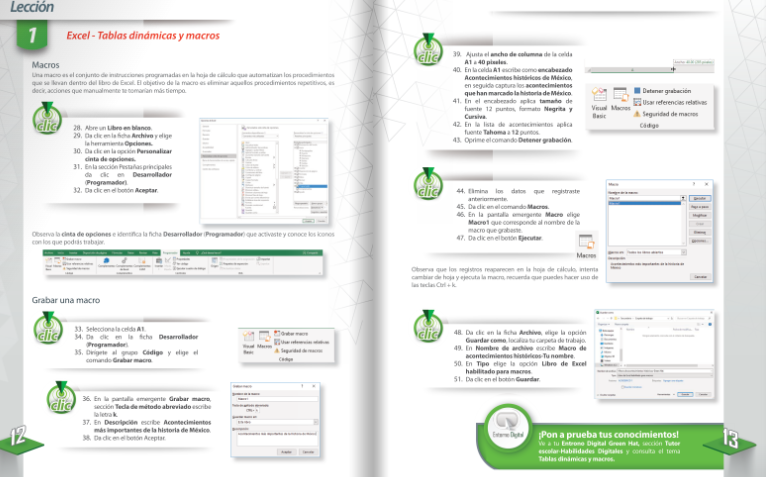 Lección
1
Excel - Tablas dinámicas y macros
Macros
Una macro es el conjunto de instrucciones programadas en la hoja de cálculo que automatizan los procedimientos
que se llevan dentro del libro de Excel. El objetivo de la macro es eliminar aquellos procedimientos repetitivos, es
decir, acciones que manualmente te tomarían más tiempo.
clic
28. Abre un Libro en blanco.
29. Da clic en la ficha Archivo y elige
la herramienta Opciones.
30. Da clic en la opción Personalizar
cinta de opciones.
31. En la sección Pestañas principales
da clic en Desarrollador
(Programador).
32. Da clic en el botón Aceptar.
Observa la cinta de opciones e identifica la ficha Desarrollador (Programador) que activaste y conoce los iconos
con los que podrás trabajar.
Grabar una macro
clic
33. Selecciona la celda A1.
34. Da clic en la ficha Desarrollador
(Programador).
35. Dirígete al grupo Código y elige el
comando Grabar macro.
Visual
Basic
Macros
Grabar macro
Usar referencias relativas
Seguridad de macros
Código
clic
36. En la pantalla emergente Grabar macro,
sección Tecla de método abreviado escribe
la letra k.
37. En Descripción escribe Acontecimientos
más importantes de la historia de México.
38. Da clic en el botón Aceptar.
12
clic
39. Ajusta el ancho de columna de la celda
A1 a 40 píxeles.
40. En la celda A1 escribe como encabezado
Acontecimientos históricos de México,
en seguida captura los acontecimientos
que han marcado la historia de México.
41. En el encabezado aplica tamaño de
fuente 12 puntos, formato Negrita y
Cursiva.
42. En la lista de acontecimientos aplica
fuente Tahoma a 12 puntos.
43. Oprime el comando Detener grabación.
Visual
Basic
Macros
Detener grabación
Usar referencias relativas
Seguridad de macros
Código
clic
44. Elimina los datos que registraste
anteriormente.
45. Da clic en el comando Macros.
46. En la pantalla emergente Macro elige
Macro1 que corresponde al nombre de la
macro que grabaste.
47. Da clic en el botón Ejecutar.
Macros
Observa que los registros reaparecen en la hoja de cálculo, intenta
cambiar de hoja y ejecuta la macro, recuerda que puedes hacer uso de
las teclas Ctrl + k.
clic
48. Da clic en la ficha Archivo, elige la opción
Guardar como, localiza tu carpeta de trabajo.
49. En Nombre de archivo escribe Macro de
acontecimientos históricos-Tu nombre.
50. En Tipo elige la opción Libro de Excel
habilitado para macros.
51. Da clic en el botón Guardar.
Entorno Digital
¡Pon a prueba tus conocimientos!
Ve a tu Entrono Digital Green Hat, sección Tutor
escolar-Habilidades Digitales y consulta el tema
Tablas dinámicas y macros.
13